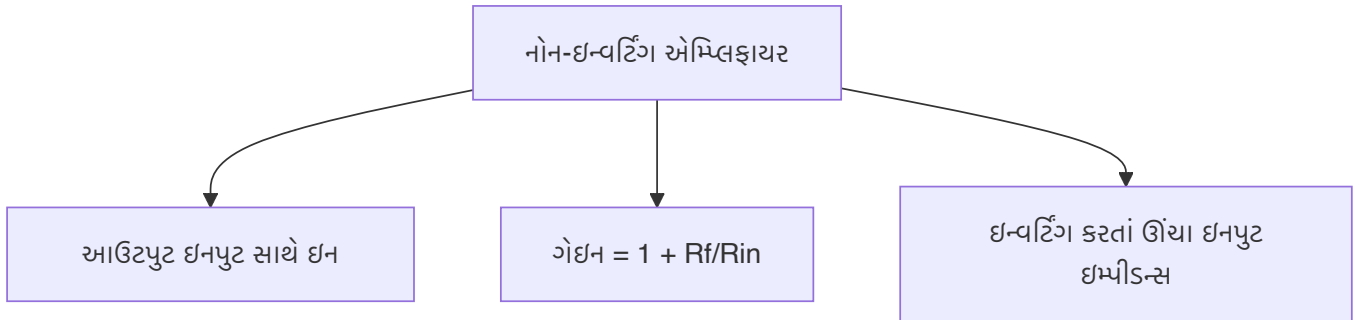 નોન-ઇન્વર્ટિંગ એમ્પ્લિફાયર
આઉટપુટ ઇનપુટ સાથે ઇન
ગેઇન = 1 + Rf/Rin
ઇન્વર્ટિંગ કરતાં ઊંચા ઇનપુટ
ઇમ્પીડન્સ